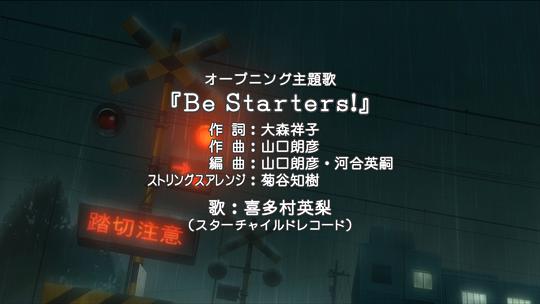 オープニング主題歌
『Be Starters!』
作 詞：大森祥子
作 曲：山口朗彦
編 曲：山口朗彦・河合英嗣
ストリングスアレンジ：菊谷知樹
歌：喜多村英梨
（スターチャイルドレコード）
踏切注意